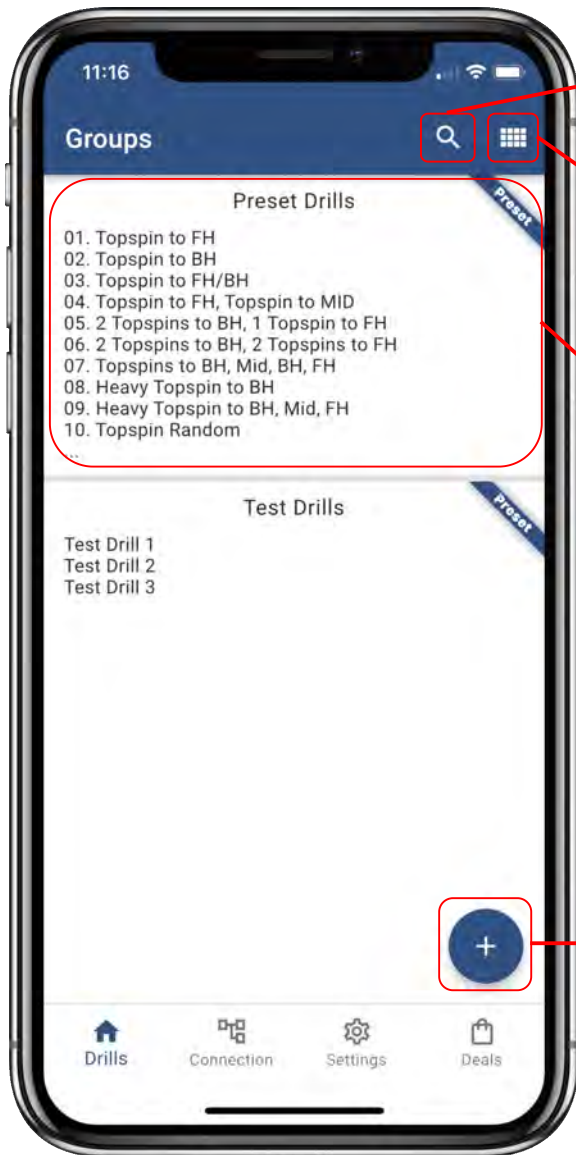 11:16
Groups
Preset Drills
Preset
01. Topspin to FH
02. Topspin to BH
03. Topspin to FH/BH
04. Topspin to FH, Topspin to MID
05. 2 Topspins to BH, 1 Topspin to FH
06. 2 Topspins to BH, 2 Topspins to FH
07. Topspins to BH, Mid, BH, FH
08. Heavy Topspin to BH
09. Heavy Topspin to BH, Mid, FH
10. Topspin Random
...
Test Drills
Preset
Test Drill 1
Test Drill 2
Test Drill 3
+
Drills
Connection
Settings
Deals